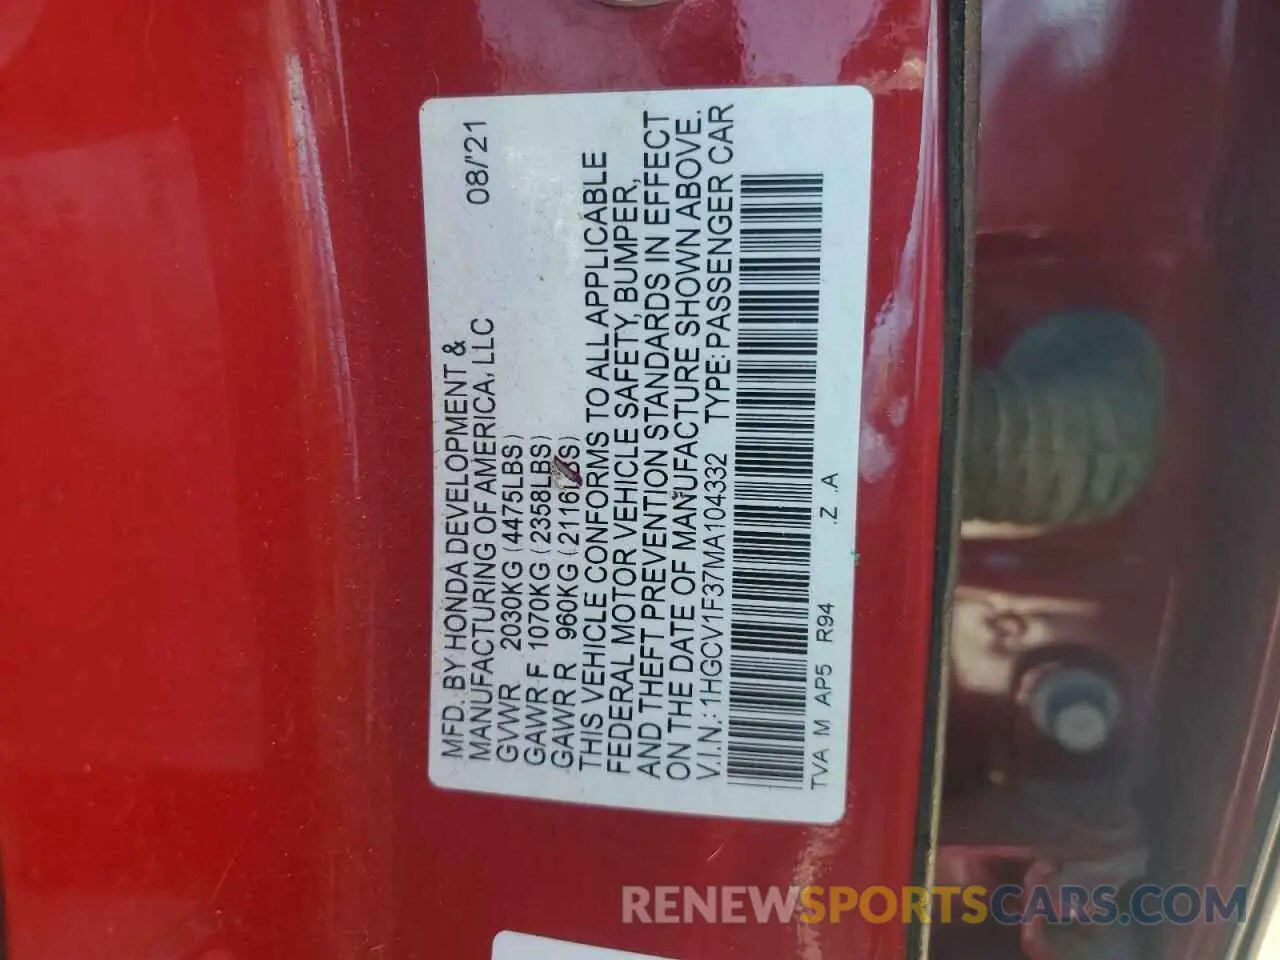 MFD. BY HONDA DEVELOPMENT &
MANUFACTURING OF AMERICA, LLC 08/'21
GVWR 2030KG (4475LBS)
GAWR F 1070KG (2358LBS)
GAWR R 960KG (2116LBS)
THIS VEHICLE CONFORMS TO ALL APPLICABLE
FEDERAL MOTOR VEHICLE SAFETY, BUMPER,
AND THEFT PREVENTION STANDARDS IN EFFECT
ON THE DATE OF MANUFACTURE SHOWN ABOVE.
V.I.N.: 1HGCV1F37MA104332 TYPE: PASSENGER CAR
TVA M AP5 R94 .Z .A
RENEWSPORTSCARS.COM